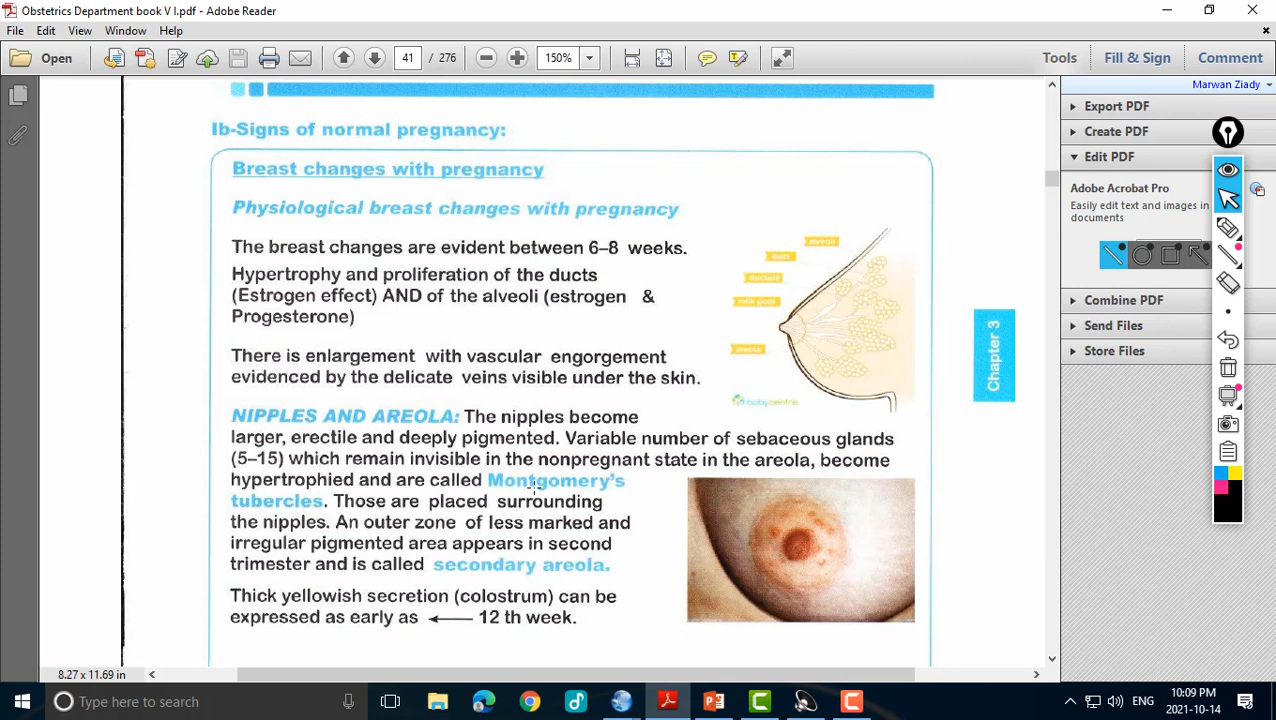 Obstetrics Department book V I.pdf - Adobe Reader
File Edit View Window Help
Open 41 / 276 150% Tools Fill & Sign Comment
Marwan Ziady
Export PDF
Create PDF
Edit PDF
Adobe Acrobat Pro
Easily edit text and images in
documents
Combine PDF
Send Files
Store Files
Ib-Signs of normal pregnancy:
Breast changes with pregnancy
Physiological breast changes with pregnancy
The breast changes are evident between 6–8 weeks.
Hypertrophy and proliferation of the ducts
(Estrogen effect) AND of the alveoli (estrogen &
Progesterone)
There is enlargement with vascular engorgement
evidenced by the delicate veins visible under the skin.
NIPPLES AND AREOLA: The nipples become
larger, erectile and deeply pigmented. Variable number of sebaceous glands
(5–15) which remain invisible in the nonpregnant state in the areola, become
hypertrophied and are called Montgomery's
tubercles. Those are placed surrounding
the nipples. An outer zone of less marked and
irregular pigmented area appears in second
trimester and is called secondary areola.
Thick yellowish secretion (colostrum) can be
expressed as early as 12 th week.
alveoli
duct
ductule
areola
Chapter 3
8.27 x 11.69 in
Type here to search
ENG
10:09 PM
2021-10-14